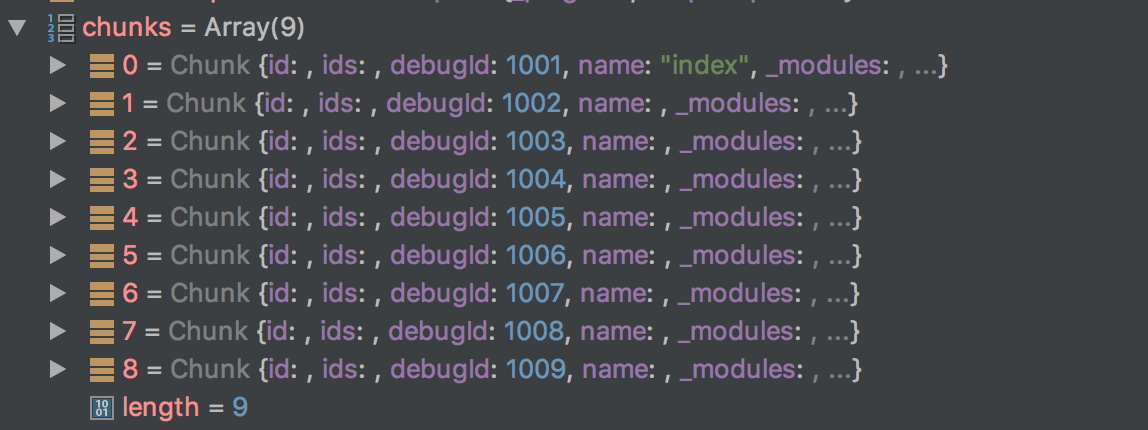 chunks = Array(9)
0 = Chunk {id: , ids: , debugId: 1001, name: "index", _modules: , ...}
1 = Chunk {id: , ids: , debugId: 1002, name: , _modules: , ...}
2 = Chunk {id: , ids: , debugId: 1003, name: , _modules: , ...}
3 = Chunk {id: , ids: , debugId: 1004, name: , _modules: , ...}
4 = Chunk {id: , ids: , debugId: 1005, name: , _modules: , ...}
5 = Chunk {id: , ids: , debugId: 1006, name: , _modules: , ...}
6 = Chunk {id: , ids: , debugId: 1007, name: , _modules: , ...}
7 = Chunk {id: , ids: , debugId: 1008, name: , _modules: , ...}
8 = Chunk {id: , ids: , debugId: 1009, name: , _modules: , ...}
length = 9